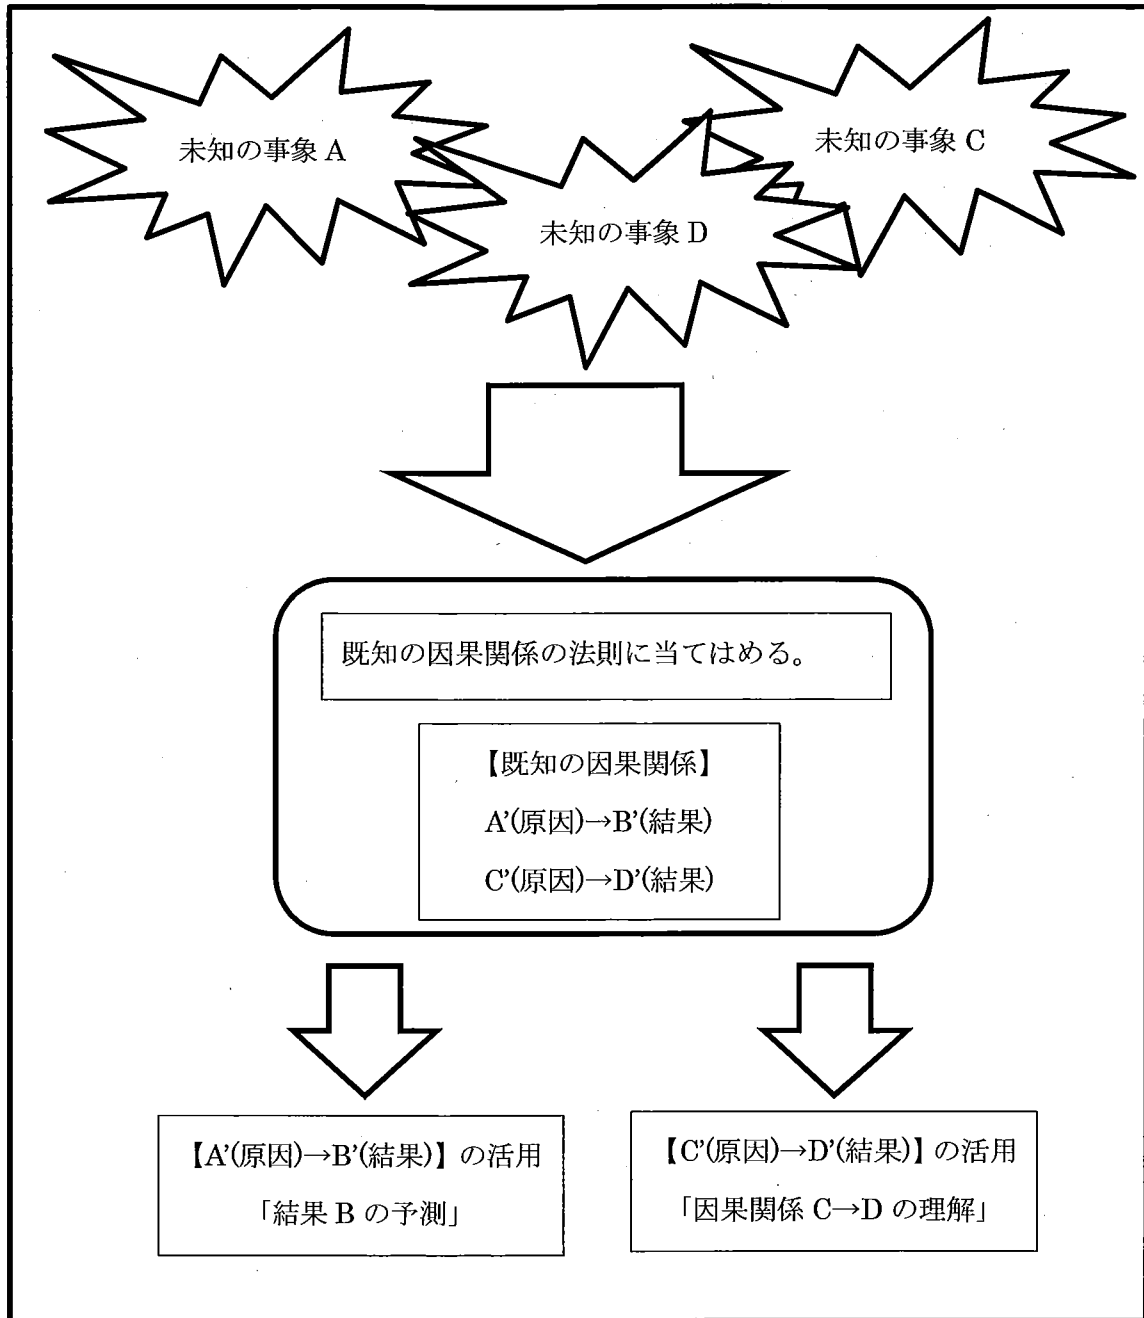 未知の事象 A
未知の事象 C
未知の事象 D
既知の因果関係の法則に当てはめる。
【既知の因果関係】
A’(原因)→B’(結果)
C’(原因)→D’(結果)
【A’(原因)→B’(結果)】の活用
「結果 B の予測」
【C’(原因)→D’(結果)】の活用
「因果関係 C→D の理解」